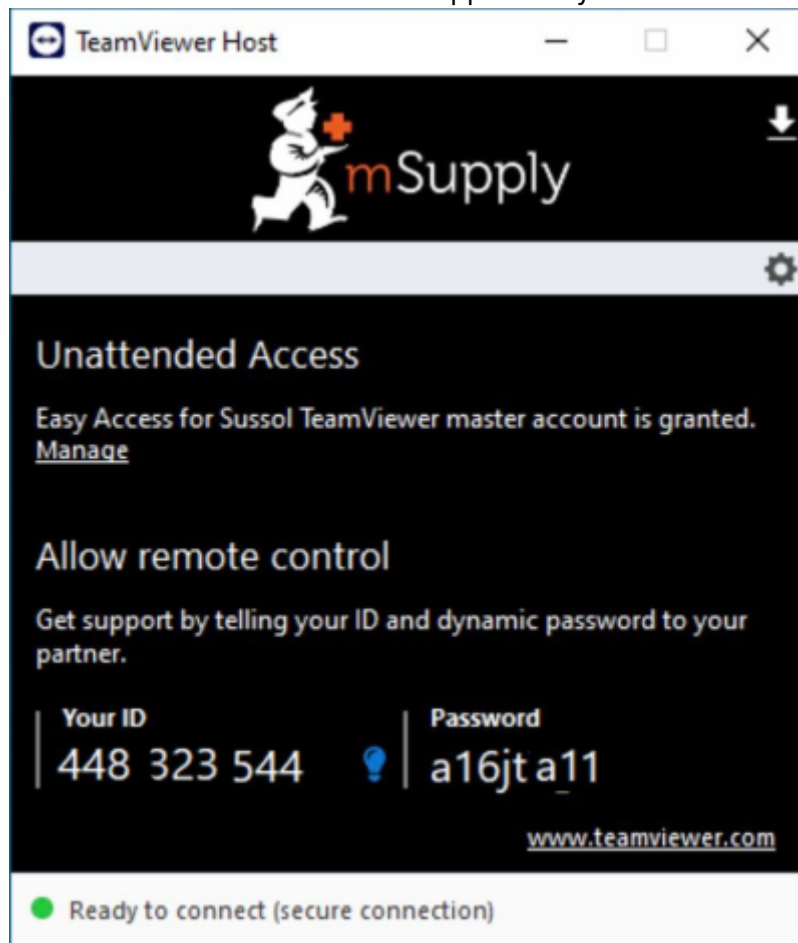 TeamViewer Host
mSupply
Unattended Access
Easy Access for Sussol TeamViewer master account is granted.
Manage
Allow remote control
Get support by telling your ID and dynamic password to your
partner.
Your ID
448 323 544
Password
a16jt a11
www.teamviewer.com
Ready to connect (secure connection)